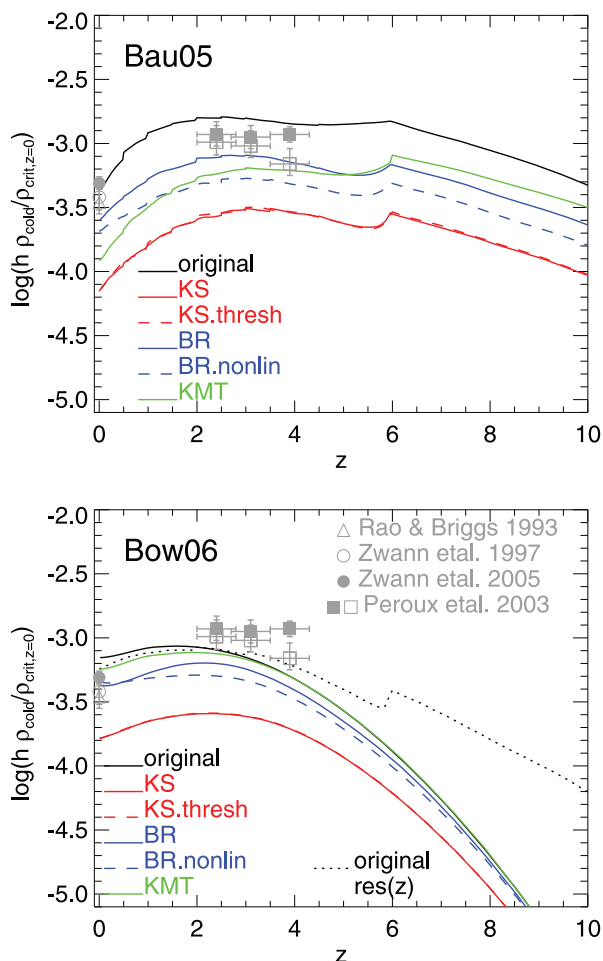 Bau05
-2.0
-2.5
-3.0
-3.5
-4.0
-4.5
-5.0
log(h ρcold/ρcrit,z=0)
original
KS
KS.thresh
BR
BR.nonlin
KMT
0 2 4 6 8 10
z
Bow06
-2.0
-2.5
-3.0
-3.5
-4.0
-4.5
-5.0
log(h ρcold/ρcrit,z=0)
Rao & Briggs 1993
Zwann etal. 1997
Zwann etal. 2005
Peroux etal. 2003
original
KS
KS.thresh
BR
BR.nonlin
KMT
original
res(z)
0 2 4 6 8 10
z